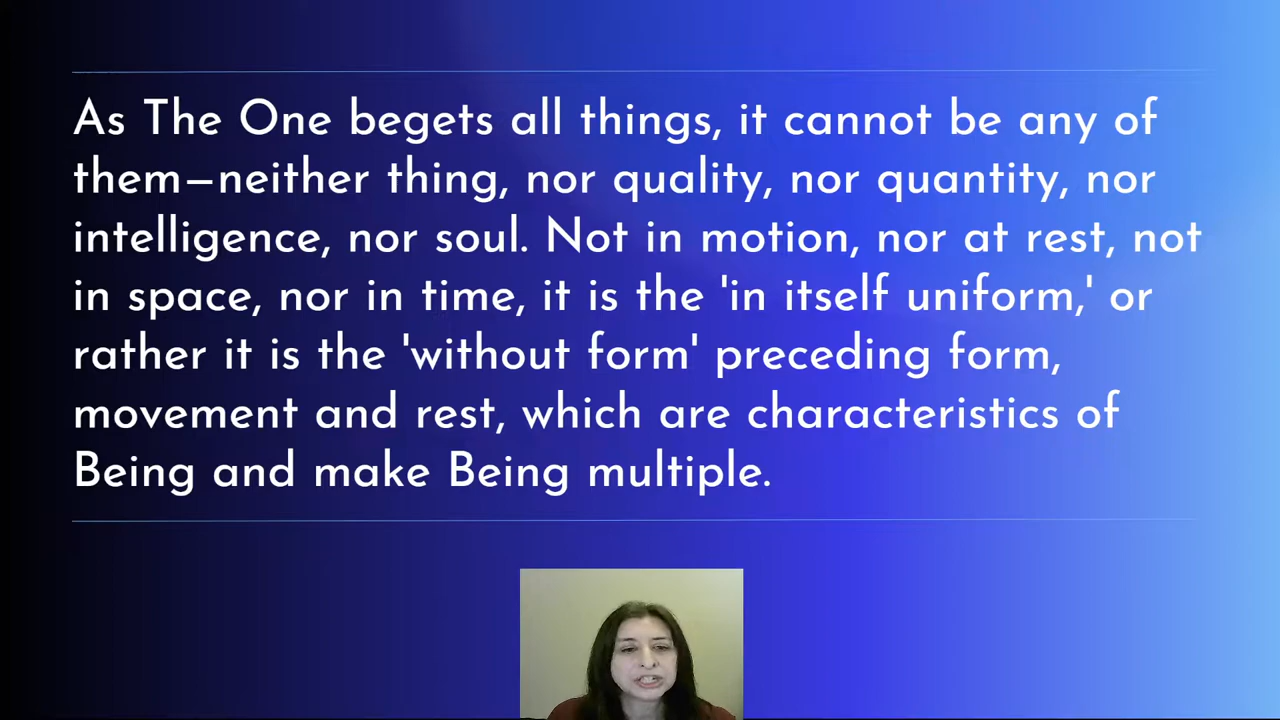 As The One begets all things, it cannot be any of
them—neither thing, nor quality, nor quantity, nor
intelligence, nor soul. Not in motion, nor at rest, not
in space, nor in time, it is the 'in itself uniform,' or
rather it is the 'without form' preceding form,
movement and rest, which are characteristics of
Being and make Being multiple.